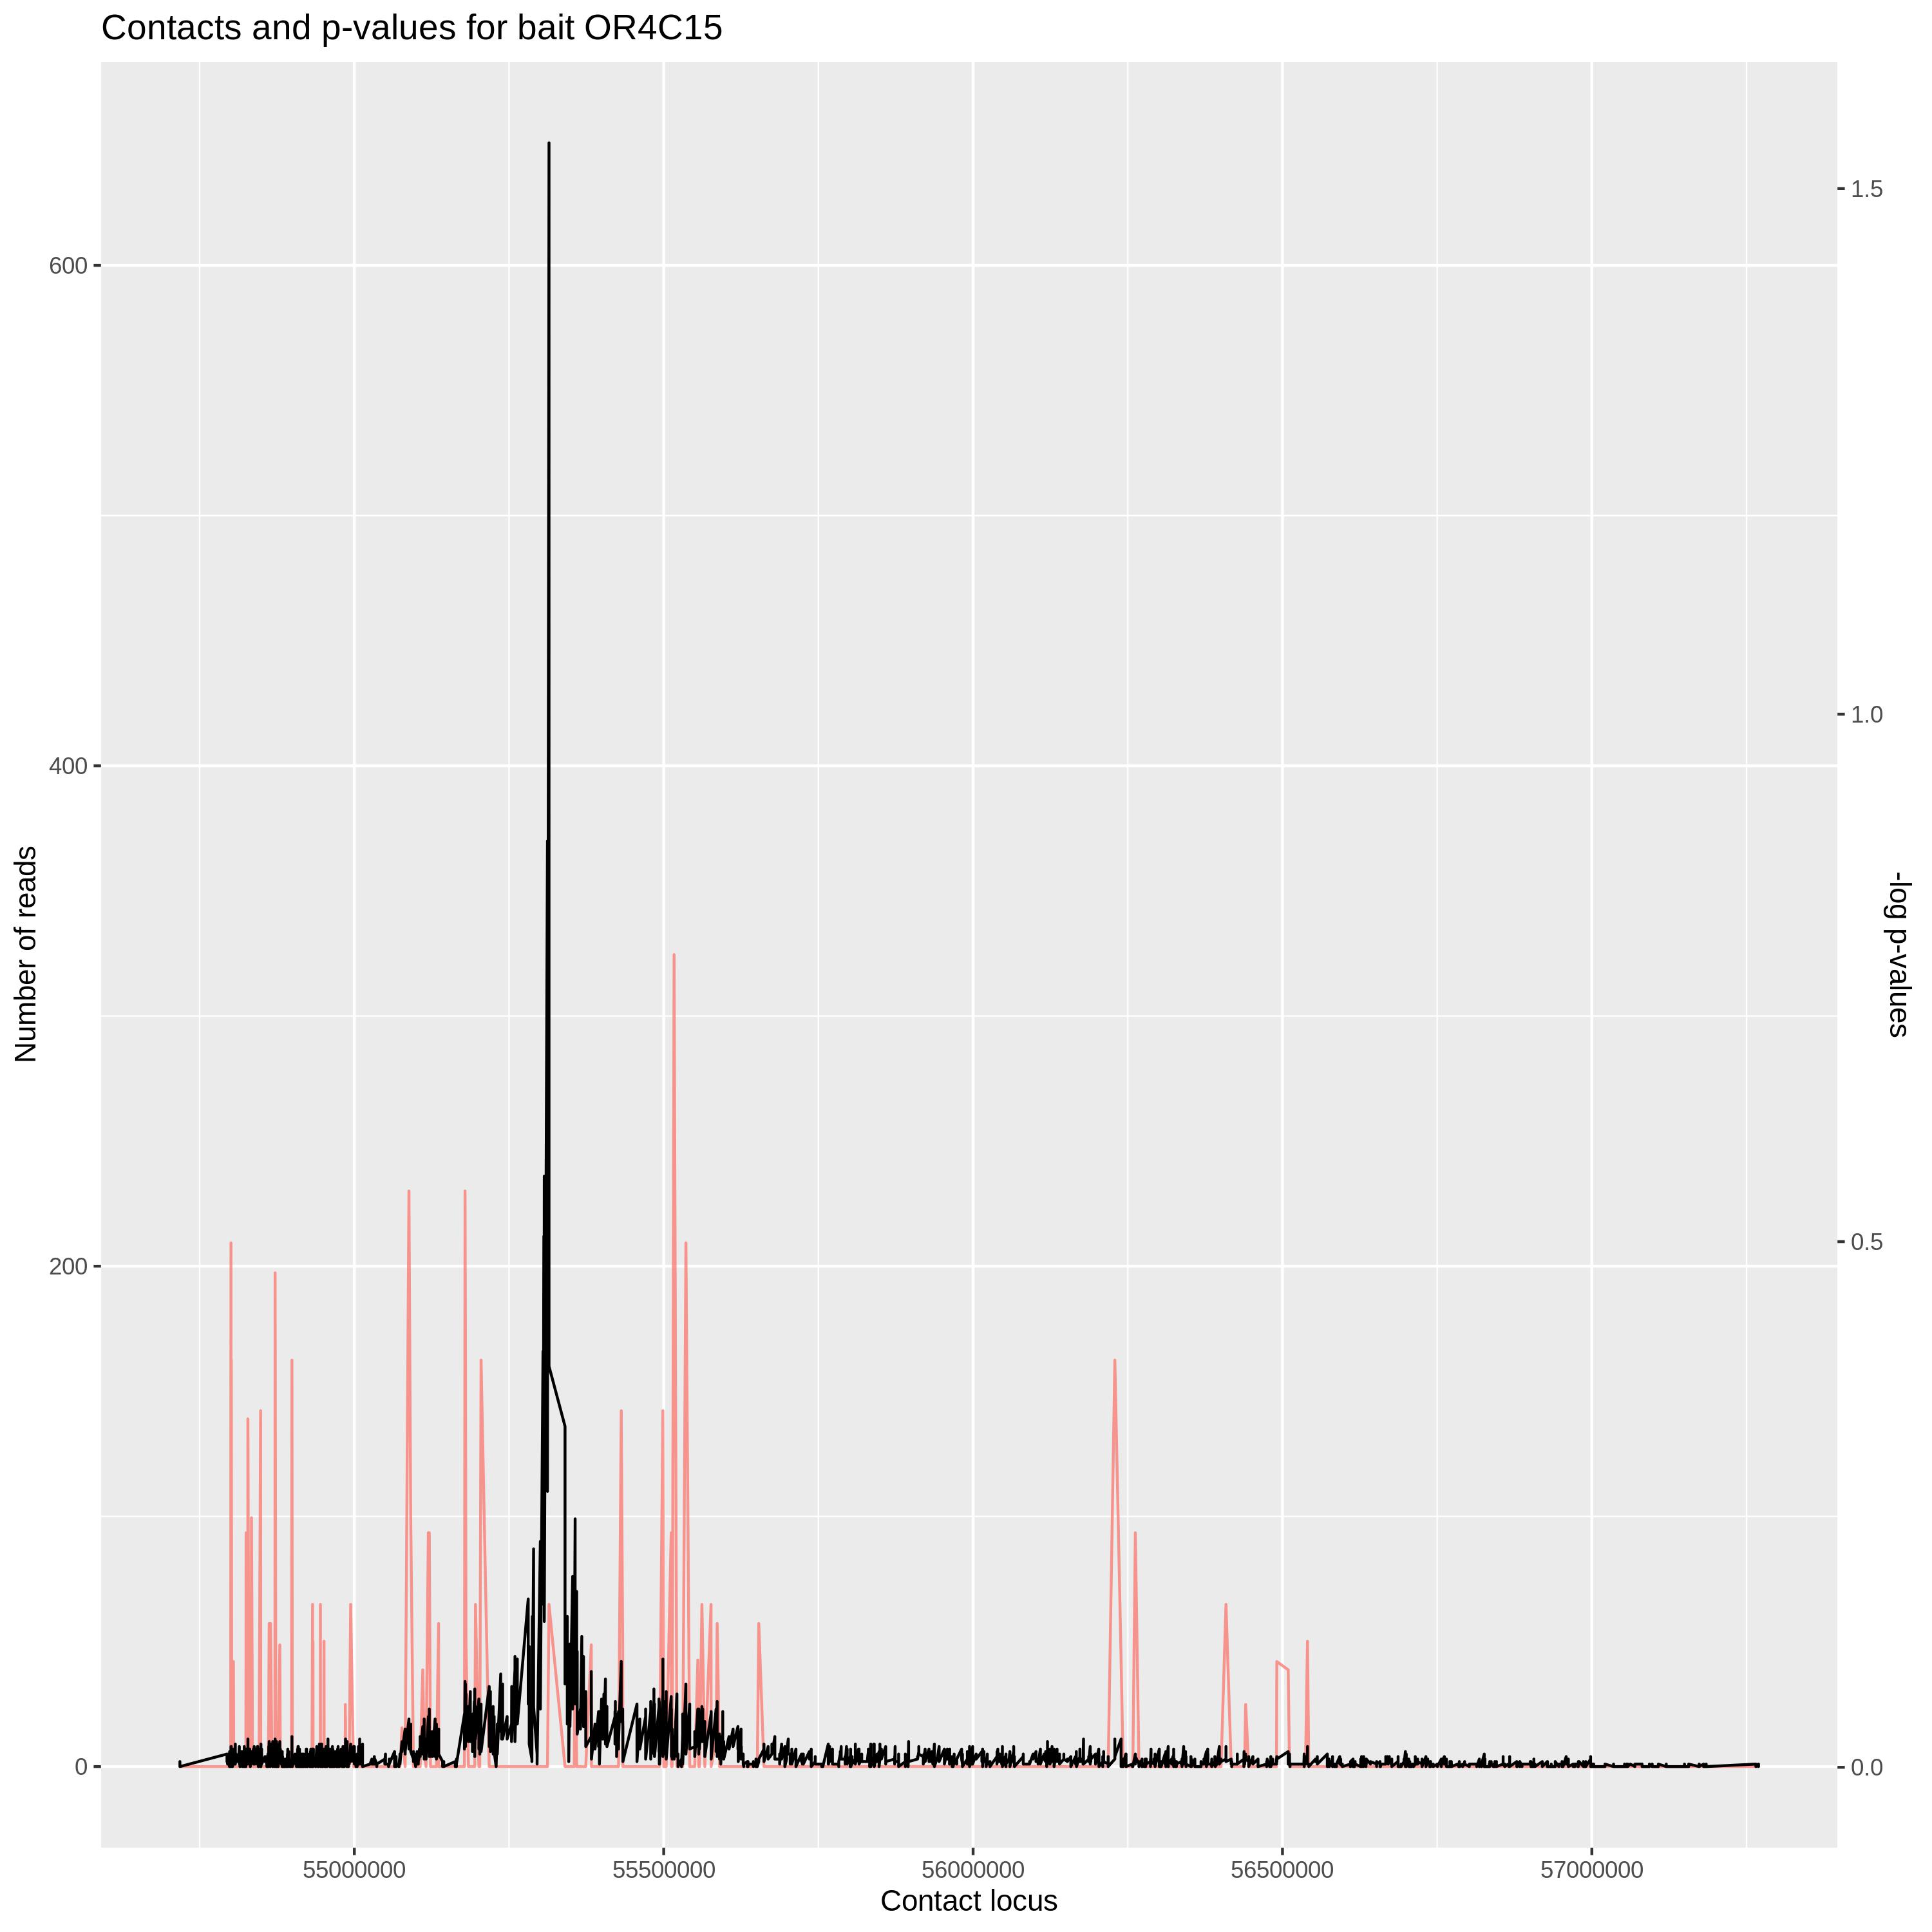 Contacts and p-values for bait OR4C15
Number of reads
600
400
200
0
1.5
1.0
0.5
0.0
-log p-values
55000000 55500000 56000000 56500000 57000000
Contact locus